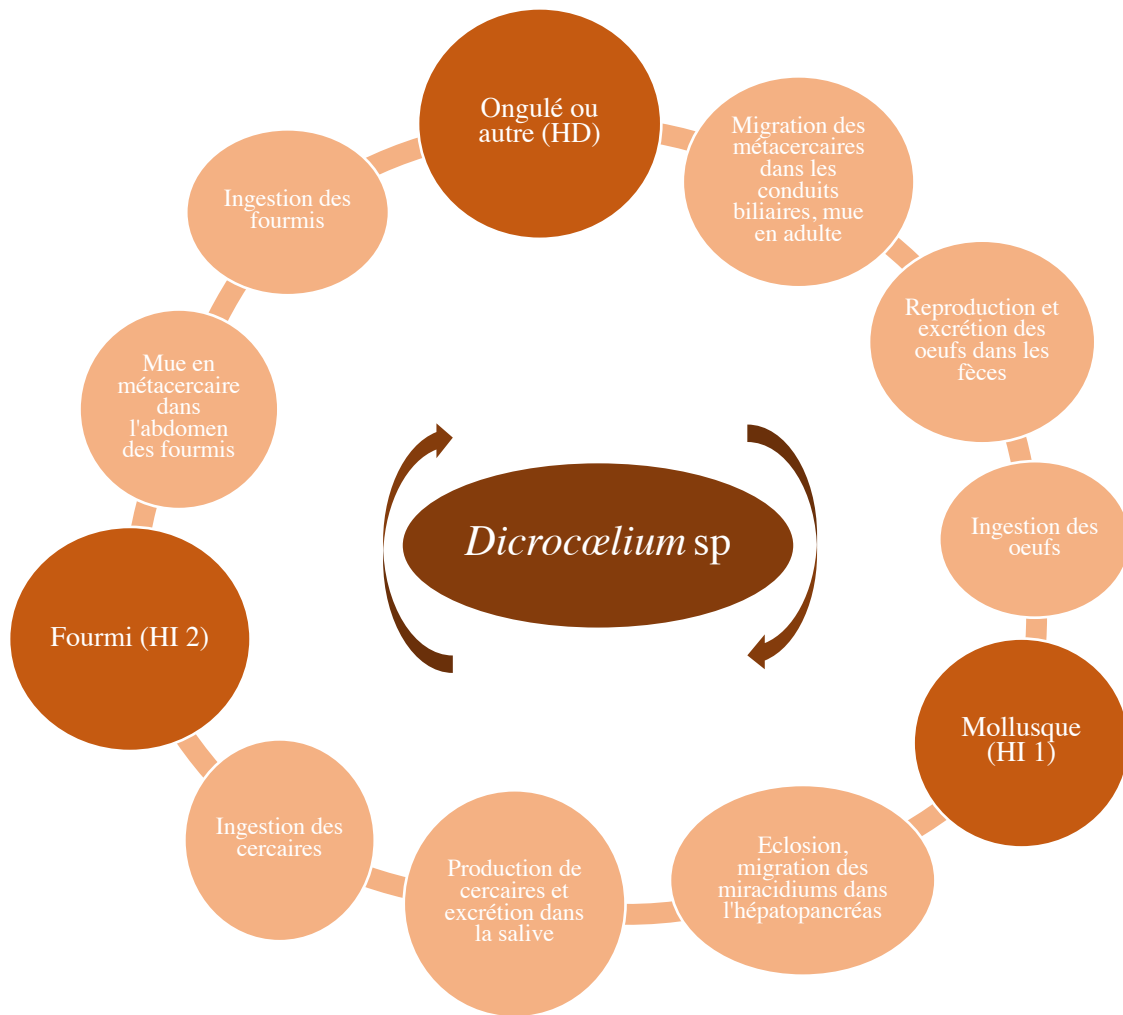 Ongulé ou
autre (HD)
Migration des
métacercaires
dans les
conduits
biliaires, mue
en adulte
Reproduction et
excrétion des
oeufs dans les
fèces
Ingestion des
oeufs
Mollusque
(HI 1)
Eclosion,
migration des
miracidiums dans
l'hépatopancréas
Production de
cercaires et
excrétion dans
la salive
Ingestion des
cercaires
Fourmi (HI 2)
Mue en
métacercaire
dans
l'abdomen
des fourmis
Ingestion des
fourmis
Dicrocœlium sp